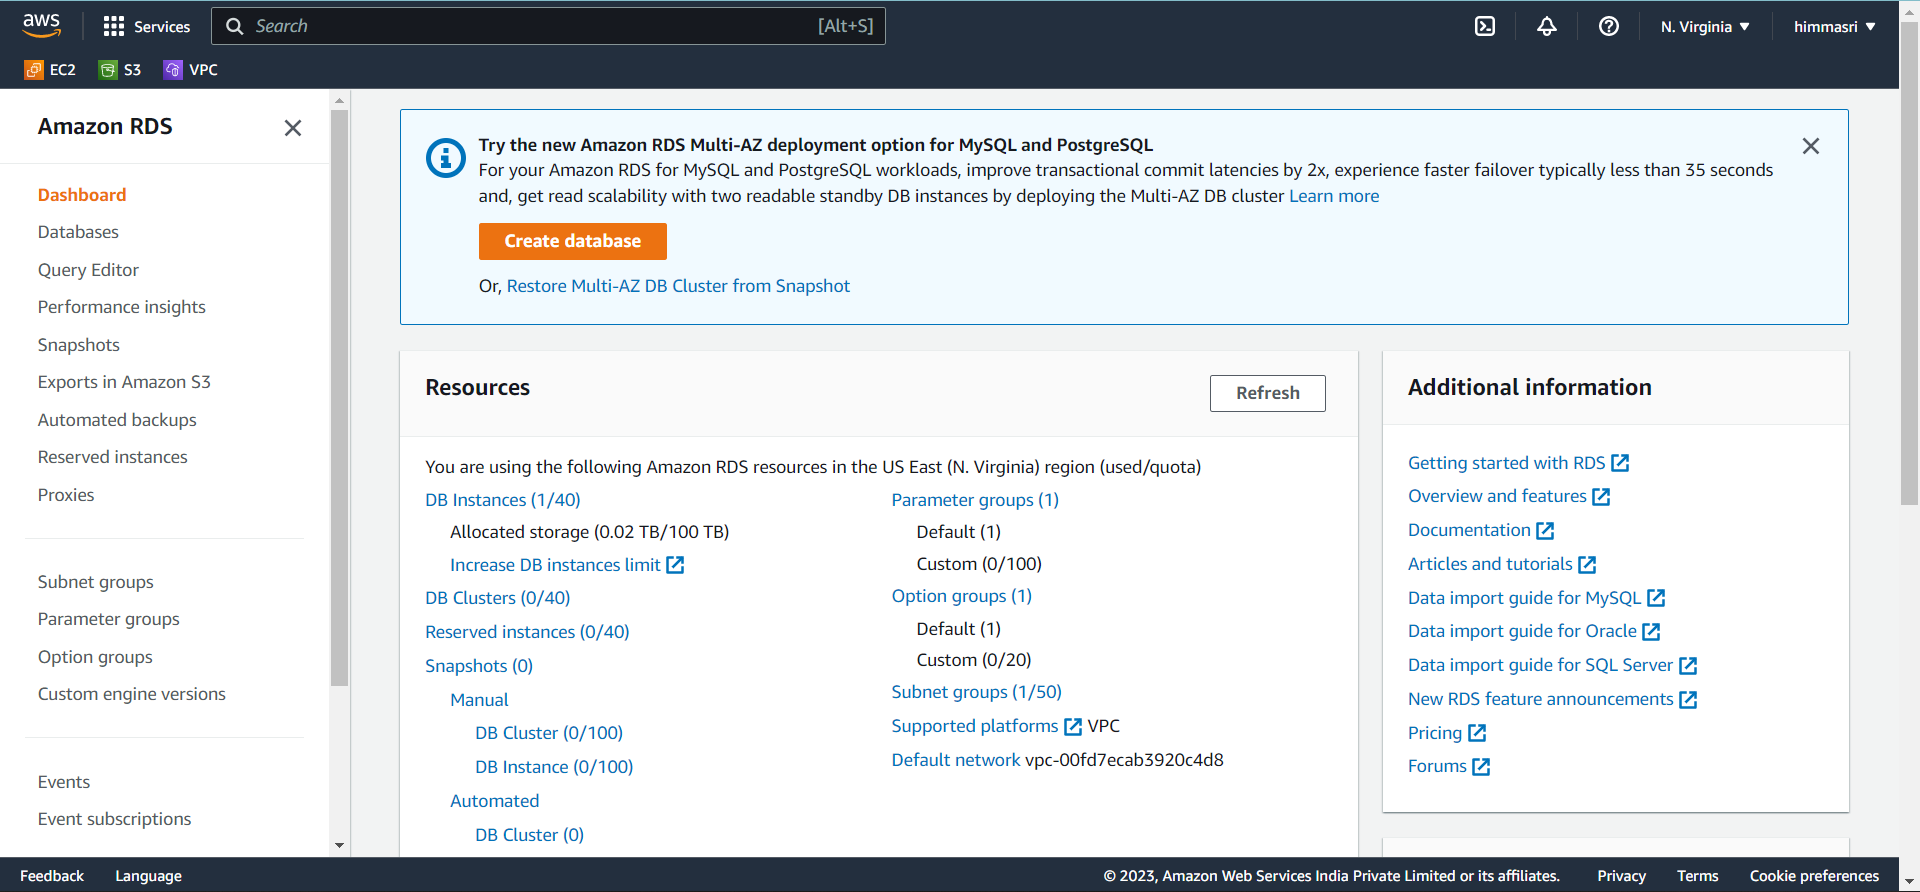 aws
Services
Search [Alt+S]
N. Virginia
himmasri
EC2 S3 VPC
Amazon RDS
Dashboard
Databases
Query Editor
Performance insights
Snapshots
Exports in Amazon S3
Automated backups
Reserved instances
Proxies
Subnet groups
Parameter groups
Option groups
Custom engine versions
Events
Event subscriptions
Try the new Amazon RDS Multi-AZ deployment option for MySQL and PostgreSQL
For your Amazon RDS for MySQL and PostgreSQL workloads, improve transactional commit latencies by 2x, experience faster failover typically less than 35 seconds
and, get read scalability with two readable standby DB instances by deploying the Multi-AZ DB cluster Learn more
Create database
Or, Restore Multi-AZ DB Cluster from Snapshot
Resources
Refresh
You are using the following Amazon RDS resources in the US East (N. Virginia) region (used/quota)
DB Instances (1/40)
Allocated storage (0.02 TB/100 TB)
Increase DB instances limit
DB Clusters (0/40)
Reserved instances (0/40)
Snapshots (0)
Manual
DB Cluster (0/100)
DB Instance (0/100)
Automated
DB Cluster (0)
Parameter groups (1)
Default (1)
Custom (0/100)
Option groups (1)
Default (1)
Custom (0/20)
Subnet groups (1/50)
Supported platforms VPC
Default network vpc-00fd7ecab3920c4d8
Additional information
Getting started with RDS
Overview and features
Documentation
Articles and tutorials
Data import guide for MySQL
Data import guide for Oracle
Data import guide for SQL Server
New RDS feature announcements
Pricing
Forums
Feedback Language
© 2023, Amazon Web Services India Private Limited or its affiliates. Privacy Terms Cookie preferences